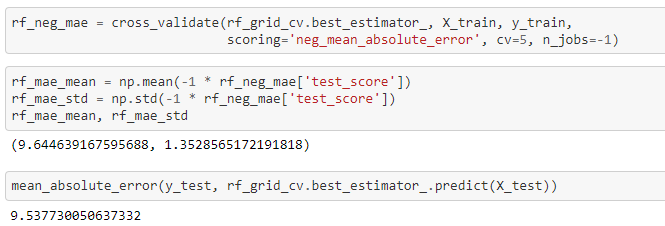 rf_neg_mae = cross_validate(rf_grid_cv.best_estimator_, X_train, y_train,
                            scoring='neg_mean_absolute_error', cv=5, n_jobs=-1)
rf_mae_mean = np.mean(-1 * rf_neg_mae['test_score'])
rf_mae_std = np.std(-1 * rf_neg_mae['test_score'])
rf_mae_mean, rf_mae_std
(9.644639167595688, 1.3528565172191818)
mean_absolute_error(y_test, rf_grid_cv.best_estimator_.predict(X_test))
9.537730050637332